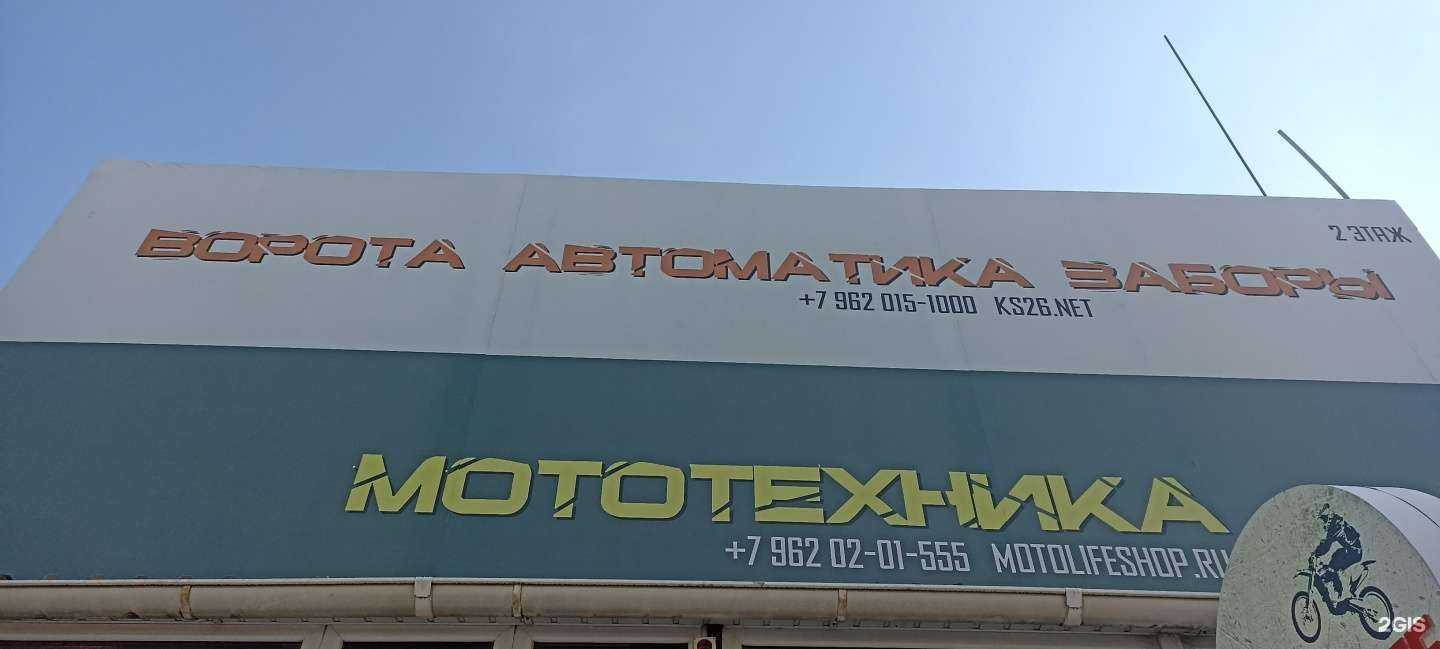 2 ЭТАЖ
ВОРОТА АВТОМАТИКА ЗАБОРЫ
+7 962 015-1000 KS26.NET
МОТОТЕХНИКА
+7 962 02-01-555 MOTOLIFESHOP.RU
2GIS